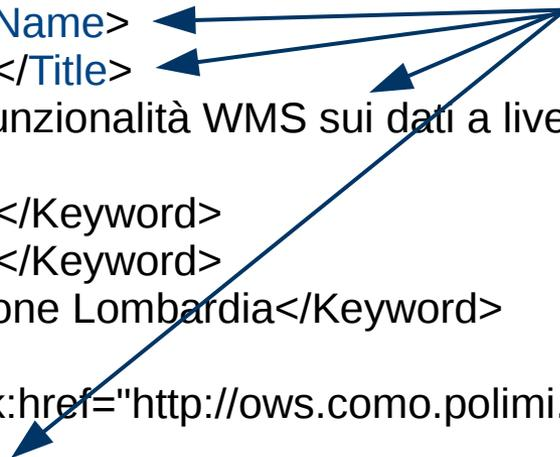 Name>
</Title>
unzionalità WMS sui dati a live
</Keyword>
</Keyword>
one Lombardia</Keyword>
k:href="http://ows.como.polimi.